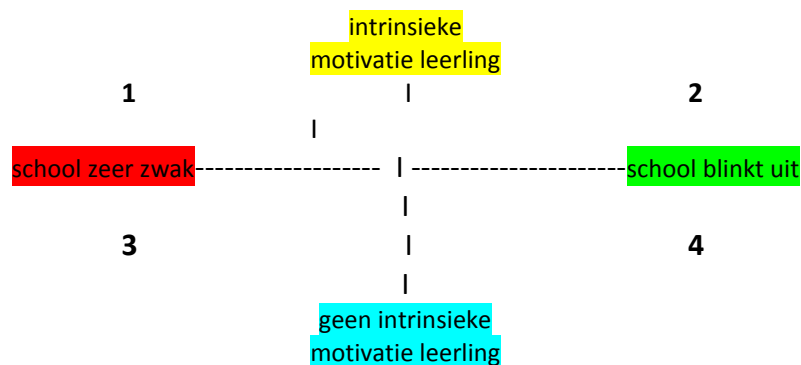 intrinsieke
motivatie leerling
1 I 2
I
school zeer zwak------------------- I -----------------------school blinkt uit
I
3 I 4
I
geen intrinsieke
motivatie leerling